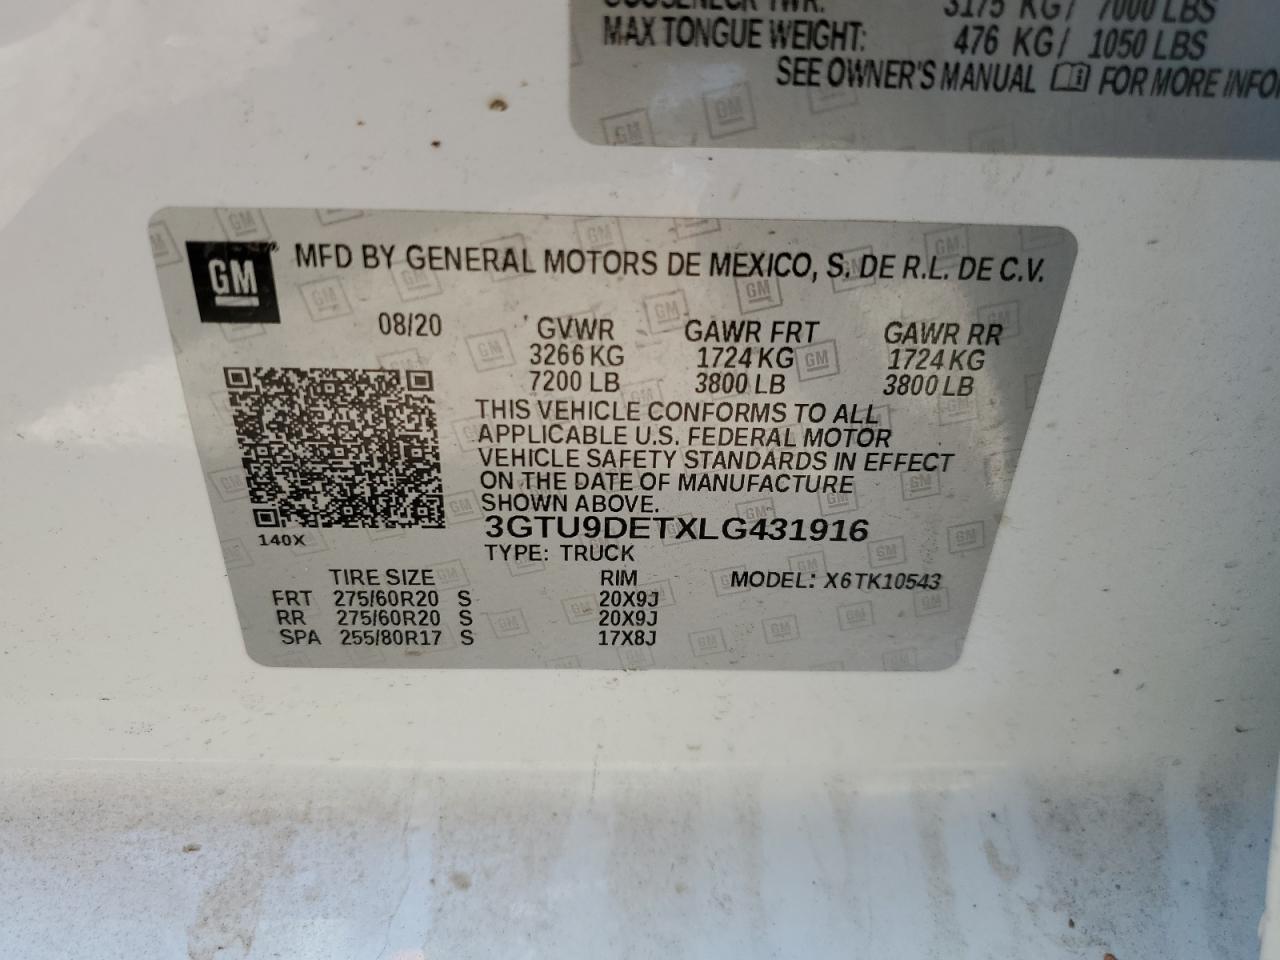 GOOSENECK TWR: 3175 KG / 7000 LBS
MAX TONGUE WEIGHT: 476 KG / 1050 LBS
SEE OWNER'S MANUAL FOR MORE
GM
MFD BY GENERAL MOTORS DE MEXICO, S. DE R.L. DE C.V.
08/20 GVWR GAWR FRT GAWR RR
3266 KG 1724 KG 1724 KG
7200 LB 3800 LB 3800 LB
THIS VEHICLE CONFORMS TO ALL
APPLICABLE U.S. FEDERAL MOTOR
VEHICLE SAFETY STANDARDS IN EFFECT
ON THE DATE OF MANUFACTURE
SHOWN ABOVE.
3GTU9DETXLG431916
140X
TYPE: TRUCK
TIRE SIZE RIM MODEL: X6TK10543
FRT 275/60R20 S 20X9J
RR 275/60R20 S 20X9J
SPA 255/80R17 S 17X8J